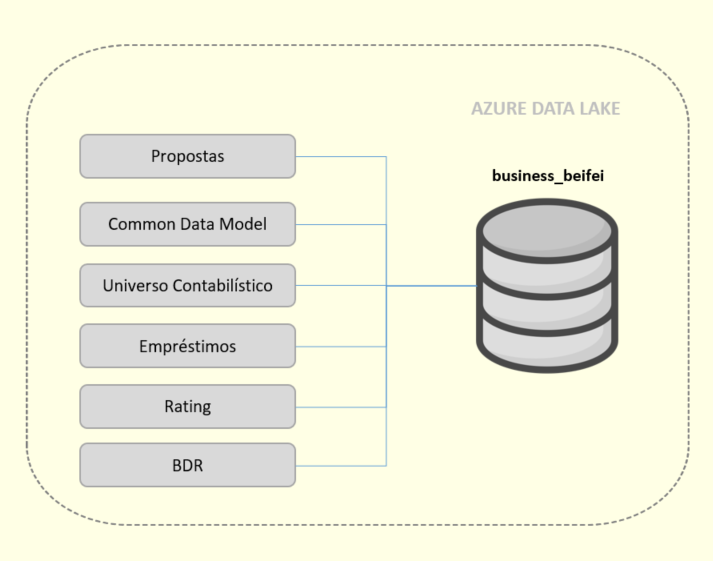 AZURE DATA LAKE
Propostas
business_beifei
Common Data Model
Universo Contabilístico
Empréstimos
Rating
BDR